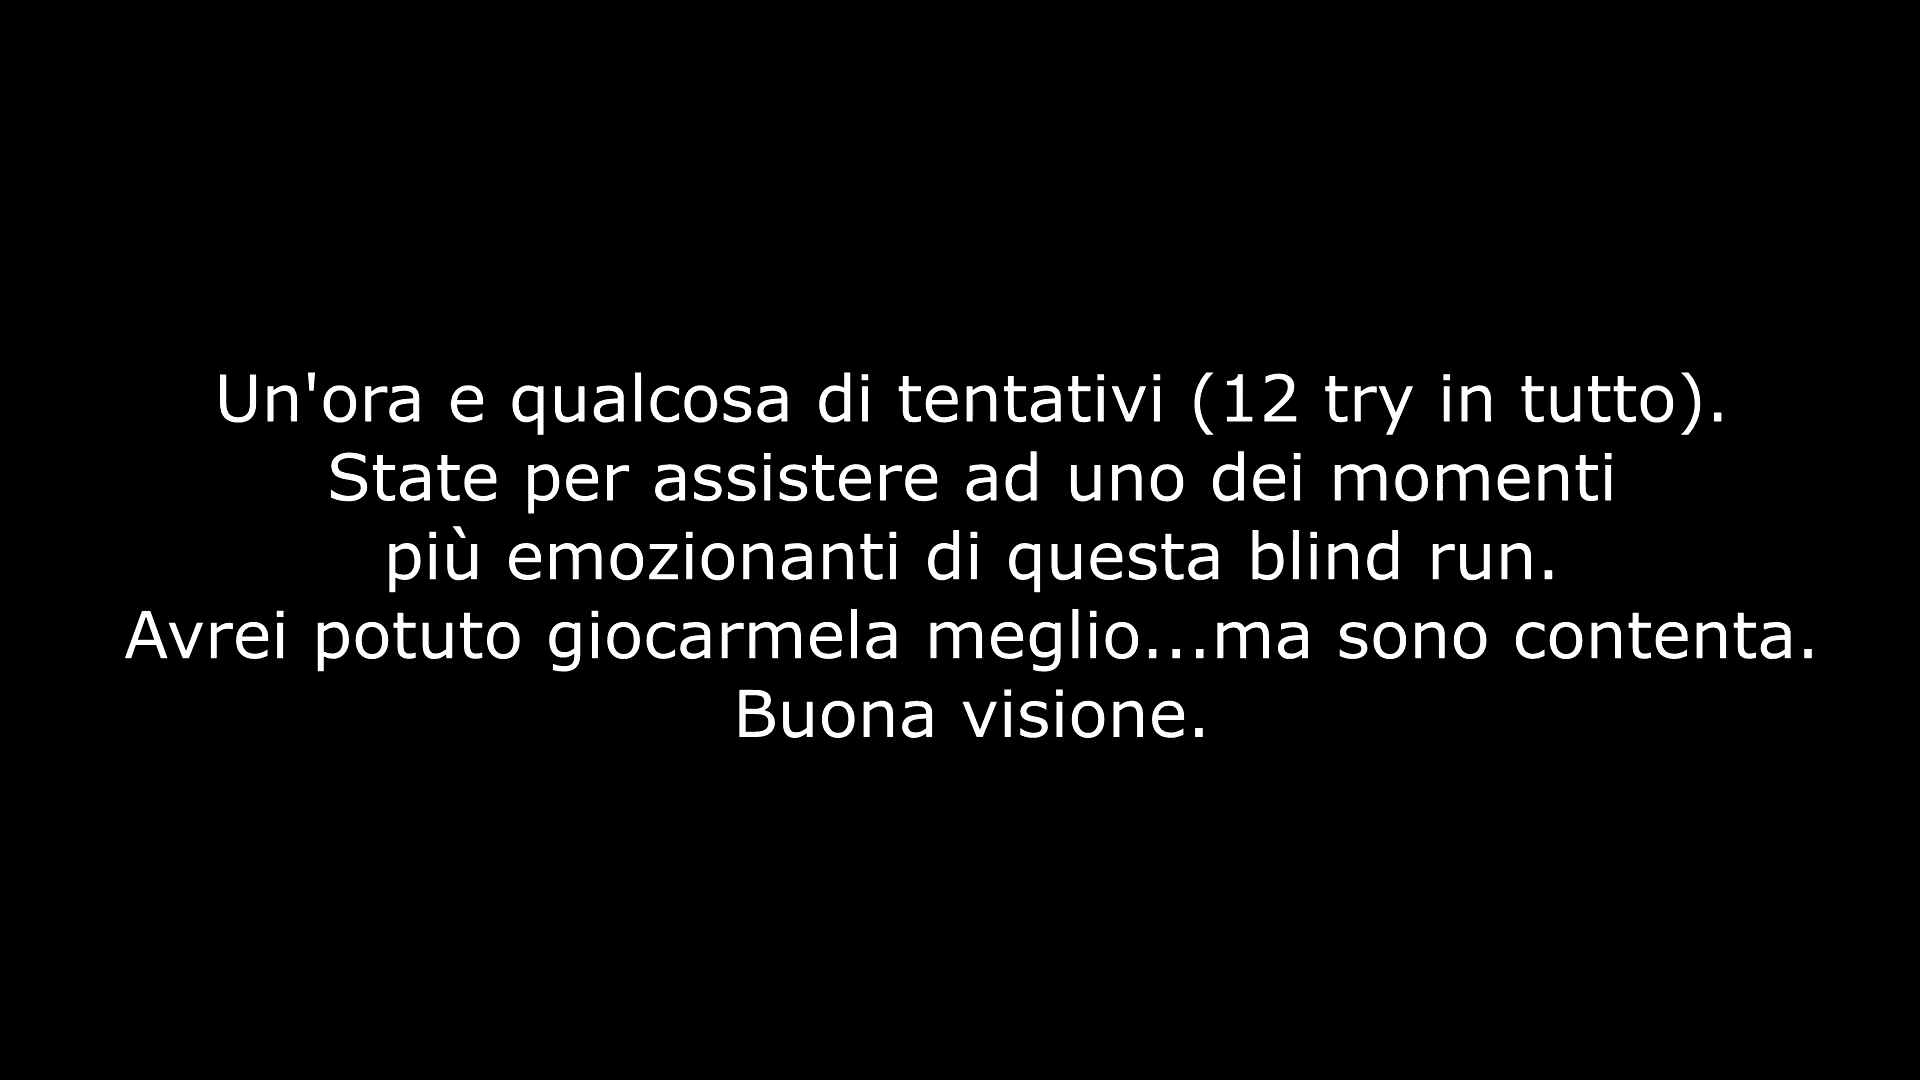 Un'ora e qualcosa di tentativi (12 try in tutto).
State per assistere ad uno dei momenti
più emozionanti di questa blind run.
Avrei potuto giocarmela meglio...ma sono contenta.
Buona visione.